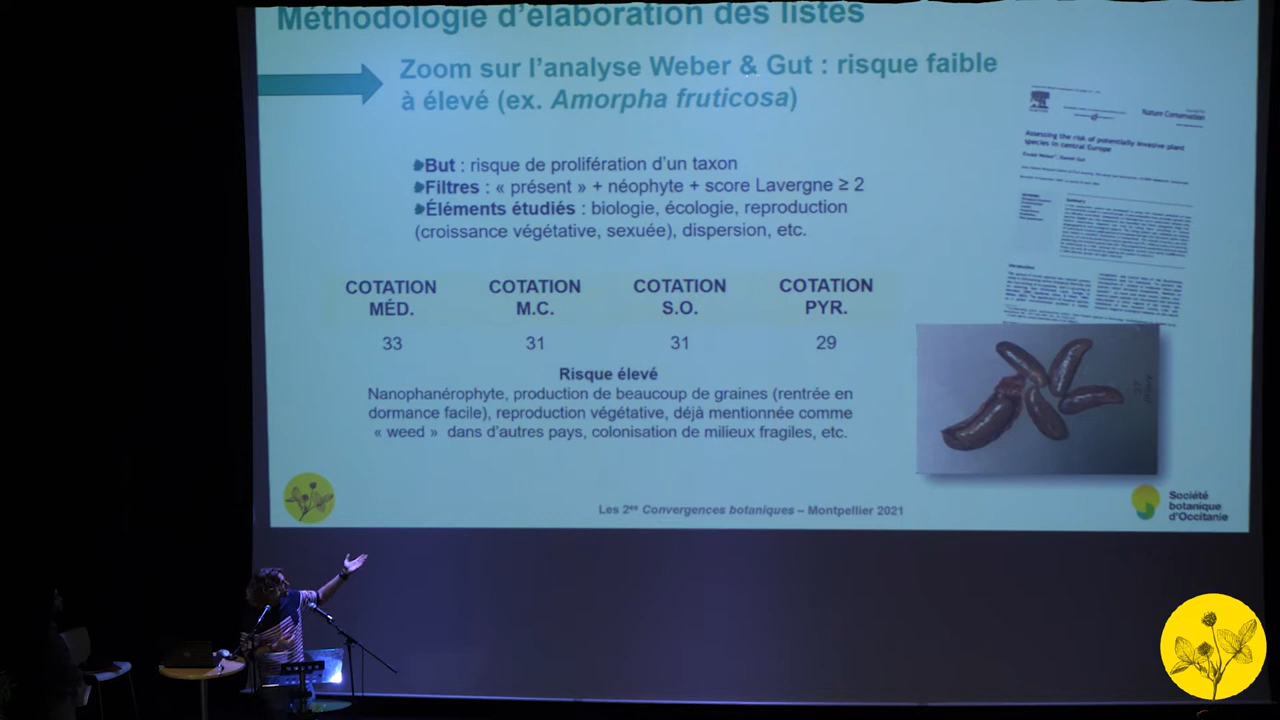 Méthodologie d'élaboration des listes
Zoom sur l'analyse Weber & Gut : risque faible
à élevé (ex. Amorpha fruticosa)
But : risque de prolifération d'un taxon
Filtres : « présent » + néophyte + score Lavergne ≥ 2
Éléments étudiés : biologie, écologie, reproduction
(croissance végétative, sexuée), dispersion, etc.
COTATION MÉD.
COTATION M.C.
COTATION S.O.
COTATION PYR.
33 31 31 29
Risque élevé
Nanophanérophyte, production de beaucoup de graines (rentrée en
dormance facile), reproduction végétative, déjà mentionnée comme
« weed » dans d'autres pays, colonisation de milieux fragiles, etc.
Nature Conservation
Assessing the risk of potentially invasive plant
species in central Europe
Les 2es Convergences botaniques – Montpellier 2021
Société
botanique
d'Occitanie